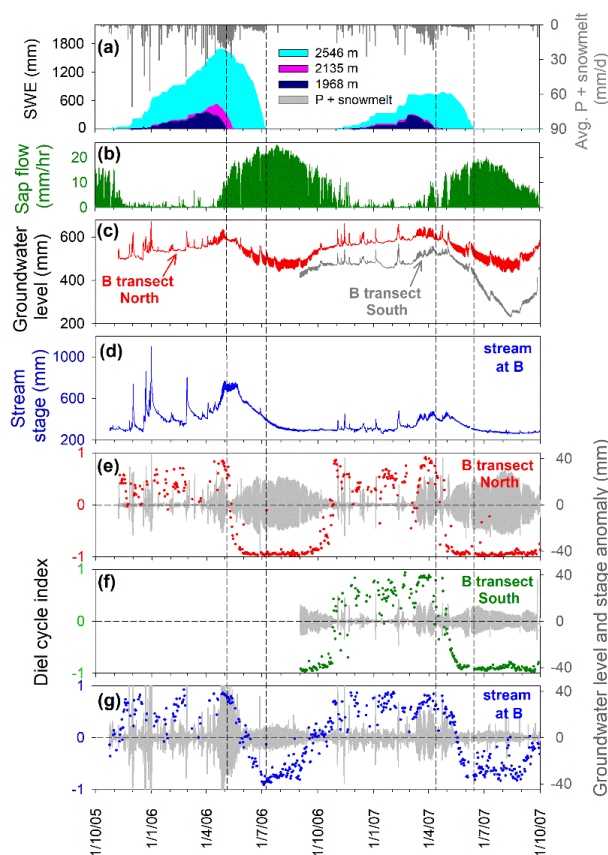 (a)
2546 m
2135 m
1968 m
P + snowmelt
SWE (mm)
1800
1200
600
0
Avg. P + snowmelt
(mm/d)
0
30
60
90
(b)
Sap flow
(mm/hr)
20
10
0
(c)
Groundwater
level (mm)
600
400
200
B transect
North
B transect
South
(d)
Stream
stage (mm)
1000
600
200
stream
at B
(e)
1
0
-1
B transect
North
40
0
-40
(f)
1
0
-1
B transect
South
40
0
-40
(g)
1
0
-1
stream
at B
40
0
-40
Diel cycle index
Groundwater level and stage anomaly (mm)
1/10/05
1/1/06
1/4/06
1/7/06
1/10/06
1/1/07
1/4/07
1/7/07
1/10/07